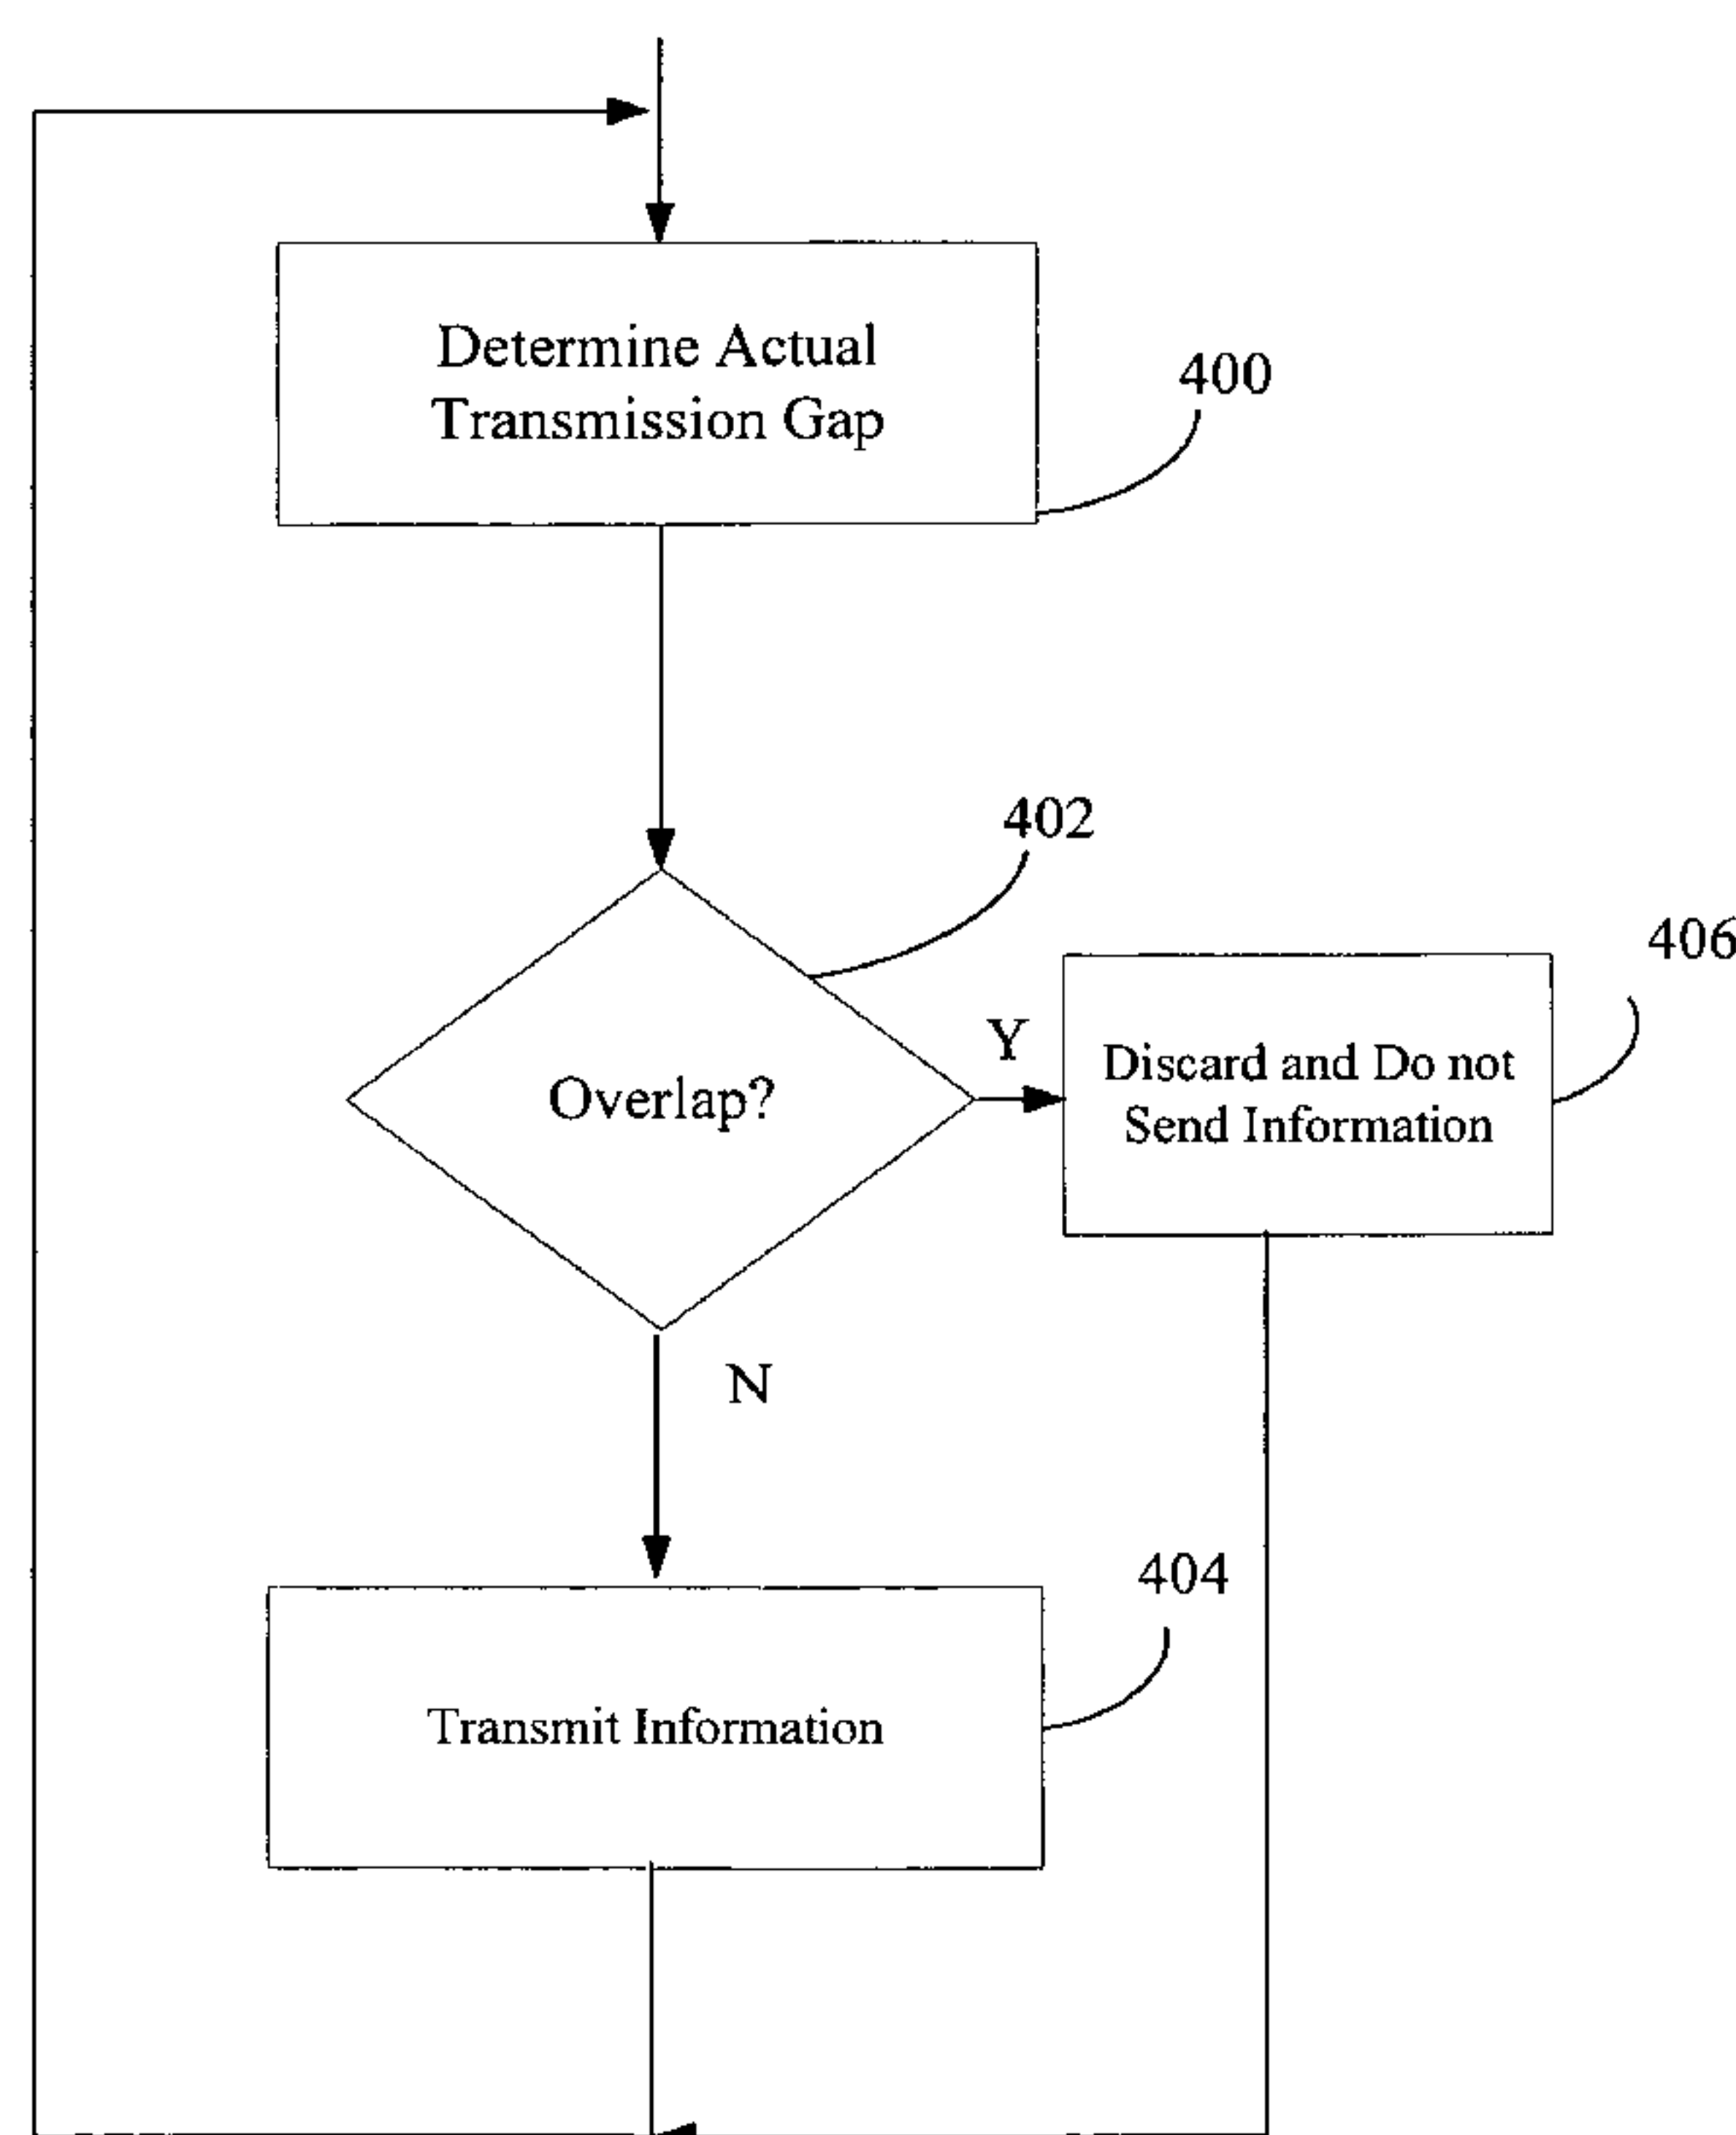 Determine Actual
Transmission Gap
400
402
406
Y
Discard and Do not
Send Information
Overlap?
N
404
Transmit Information